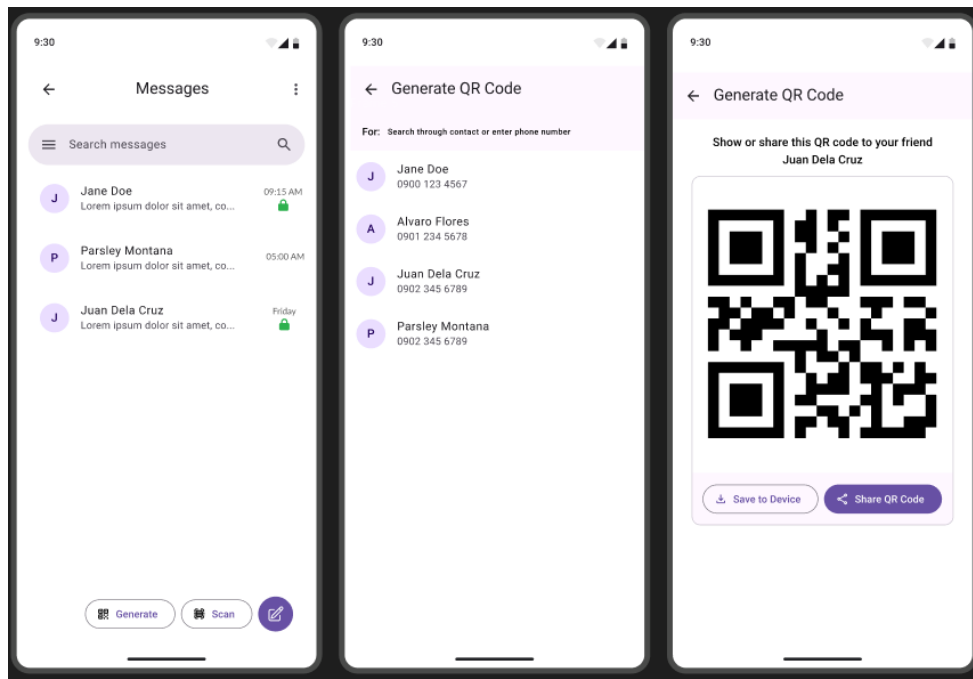 9:30
Messages
Search messages
J
Jane Doe
09:15 AM
Lorem ipsum dolor sit amet, co...
P
Parsley Montana
05:00 AM
Lorem ipsum dolor sit amet, co...
J
Juan Dela Cruz
Friday
Lorem ipsum dolor sit amet, co...
Generate
Scan
9:30
Generate QR Code
For: Search through contact or enter phone number
J
Jane Doe
0900 123 4567
A
Alvaro Flores
0901 234 5678
J
Juan Dela Cruz
0902 345 6789
P
Parsley Montana
0902 345 6789
9:30
Generate QR Code
Show or share this QR code to your friend
Juan Dela Cruz
Save to Device
Share QR Code